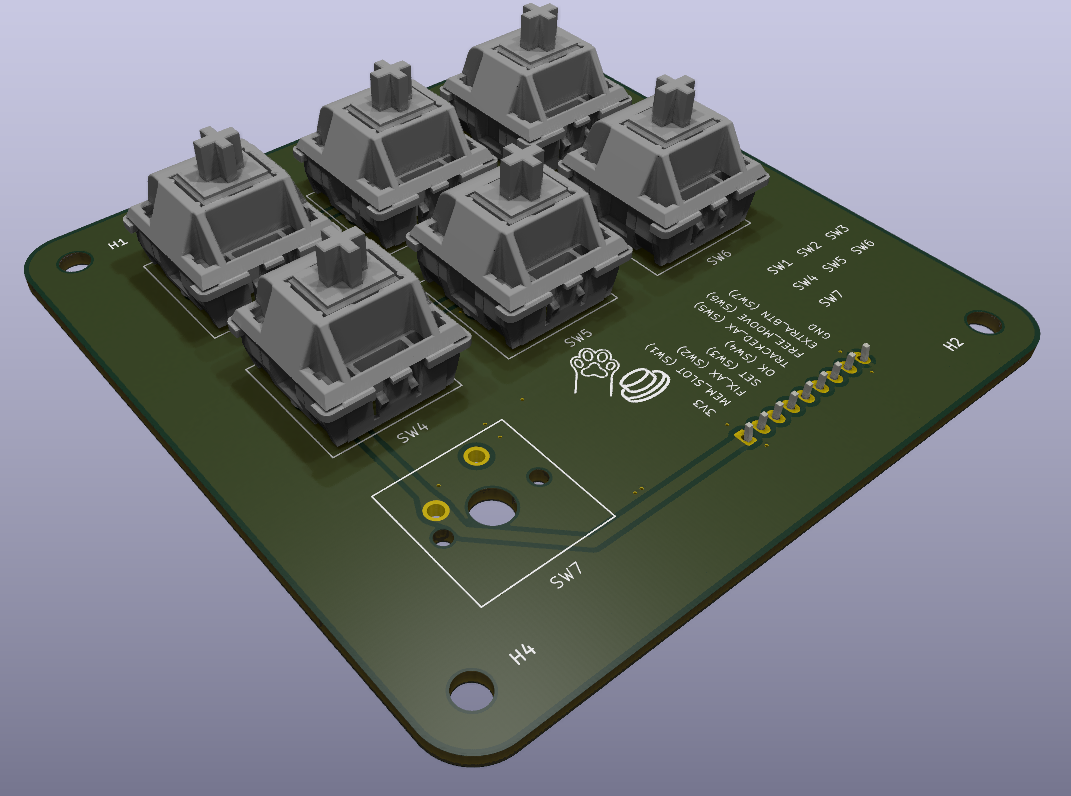 H1
SW6
SW1 SW2 SW3
SW4 SW5 SW6
SW7
H2
SW5
SW4
GND
EXTRA_BTN (SW7)
FREE_MOOVE (SW6)
TRACKED_AX (SW5)
OK (SW4)
SET (SW3)
FIX_AX (SW2)
MEM_SLOT (SW1)
3V3
SW7
H4